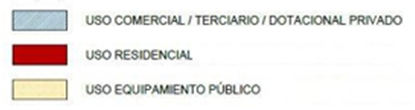 USO COMERCIAL / TERCIARIO / DOTACIONAL PRIVADO
USO RESIDENCIAL
USO EQUIPAMIENTO PÚBLICO